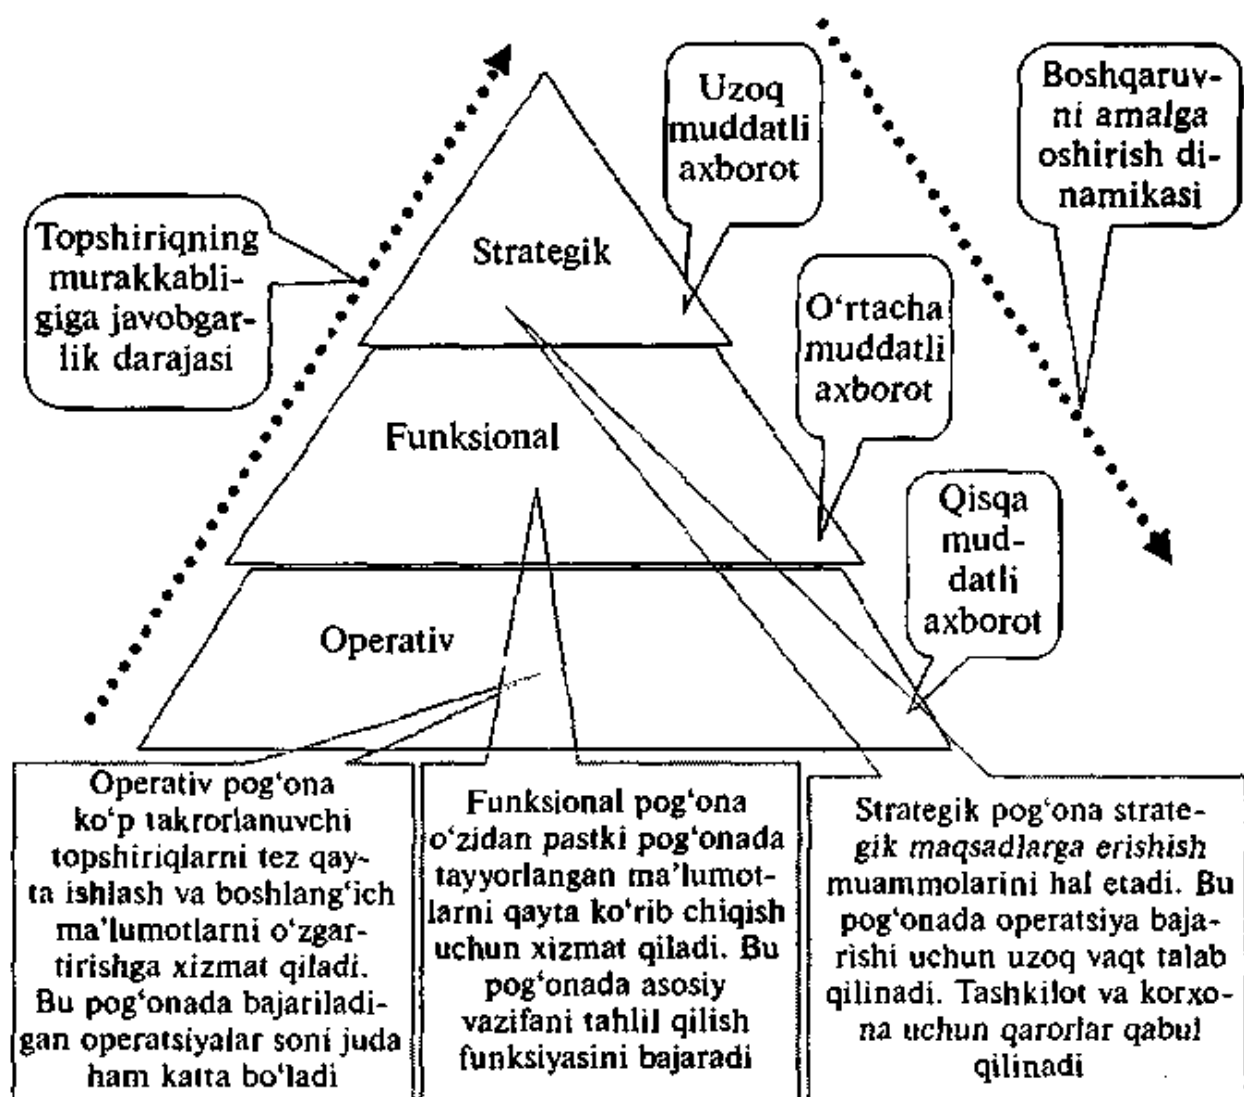 Uzoq
muddatli
axborot
Boshqaruv-
ni amalga
oshirish di-
namikasi
Topshiriqning
murakkabli-
giga javobgar-
lik darajasi
Strategik
O‘rtacha
muddatli
axborot
Funksional
Qisqa
mud-
datli
axborot
Operativ
Operativ pog‘ona
ko‘p takrorlanuvchi
topshiriqlarni tez qay-
ta ishlash va boshlang‘ich
ma’lumotlarni o‘zgar-
tirishga xizmat qiladi.
Bu pog‘onada bajariladi-
gan operatsiyalar soni juda
ham katta bo‘ladi
Funksional pog‘ona
o‘zidan pastki pog‘onada
tayyorlangan ma’lumot-
larni qayta ko‘rib chiqish
uchun xizmat qiladi. Bu
pog‘onada asosiy
vazifani tahlil qilish
funksiyasini bajaradi
Strategik pog‘ona strate-
gik maqsadlarga erishish
muammolarini hal etadi. Bu
pog‘onada operatsiya baja-
rishi uchun uzoq vaqt talab
qilinadi. Tashkilot va korxo-
na uchun qarorlar qabul
qilinadi